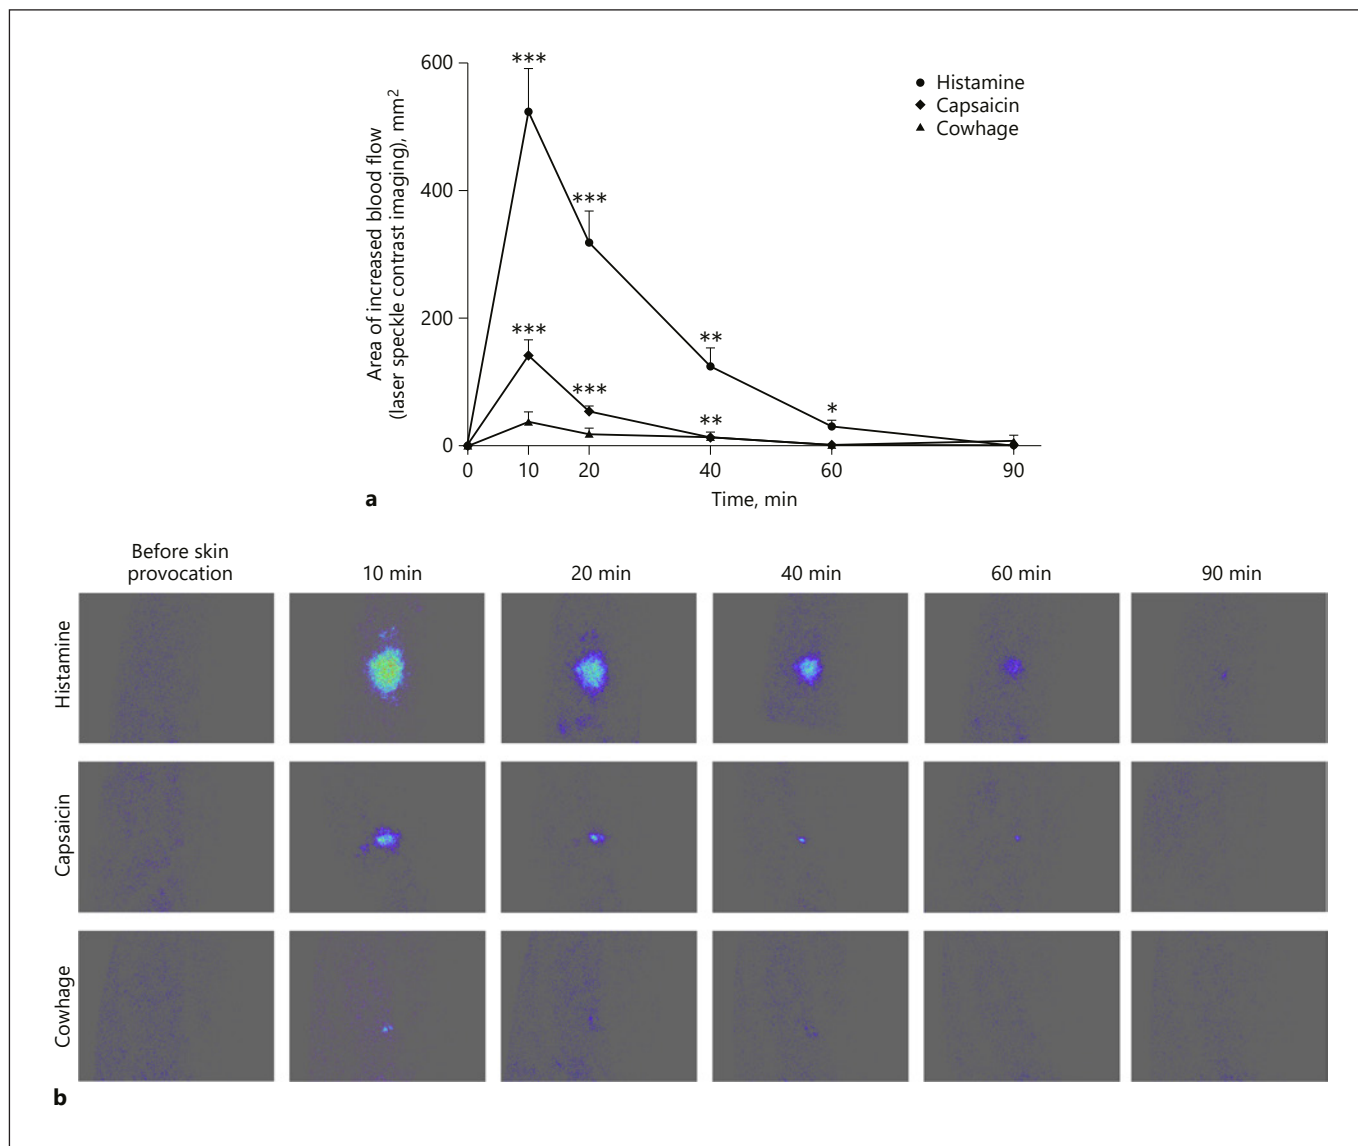 600
400
200
0
Area of increased blood flow
(laser speckle contrast imaging), mm²
***
***
**
*
***
***
**
Histamine
Capsaicin
Cowhage
0 10 20 40 60 90
Time, min
a
Before skin
provocation
10 min 20 min 40 min 60 min 90 min
Histamine
Capsaicin
Cowhage
b